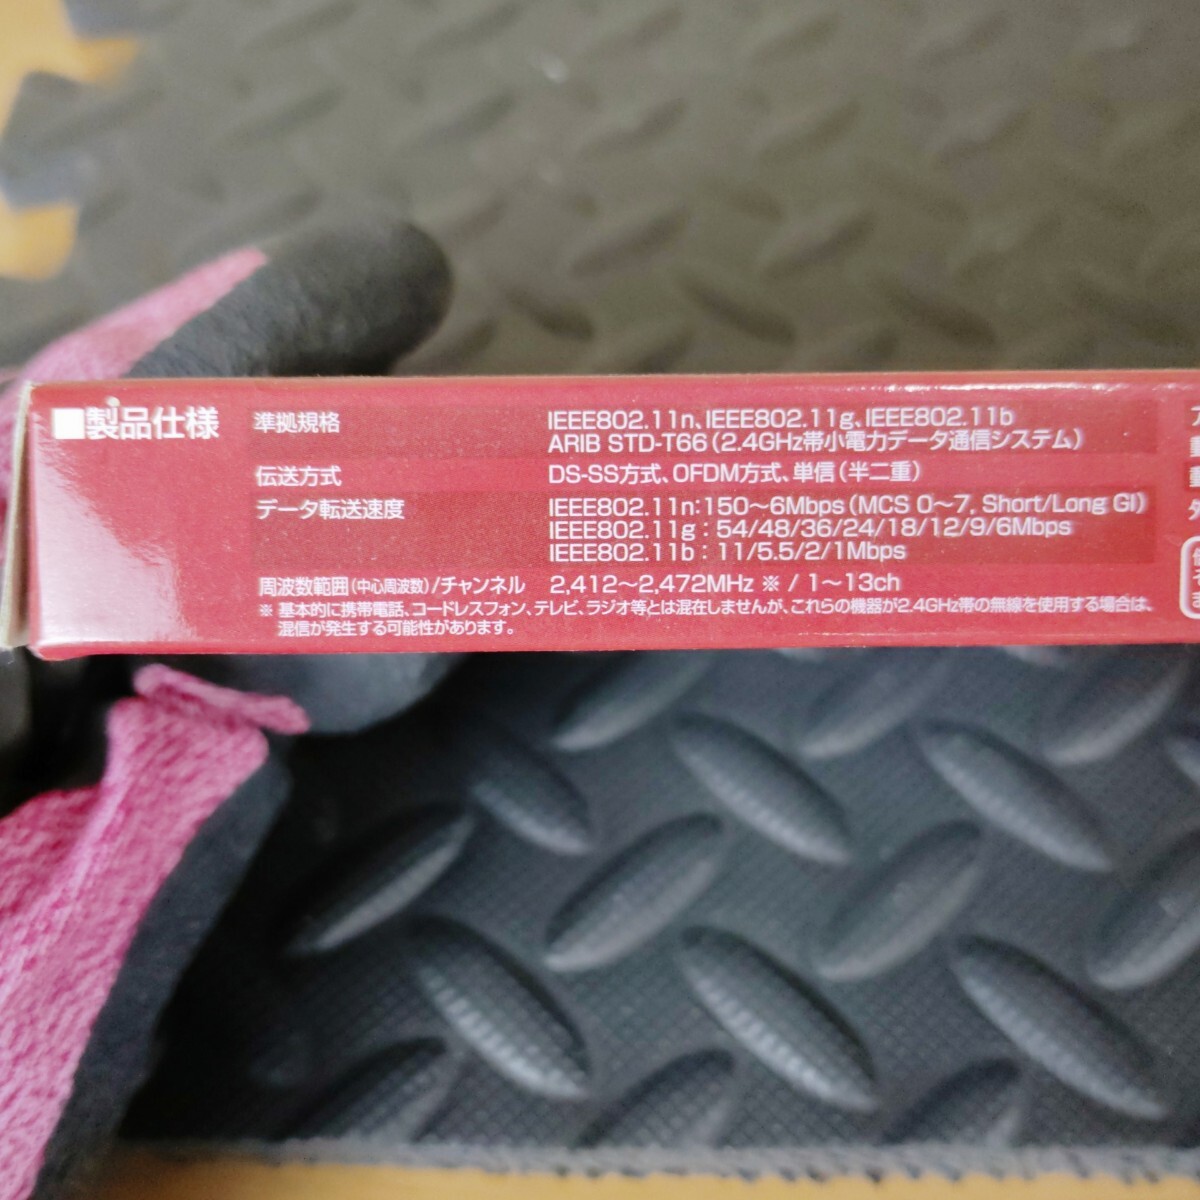 ■製品仕様
準拠規格 IEEE802.11n、IEEE802.11g、IEEE802.11b
ARIB STD-T66(2.4GHz帯小電力データ通信システム)
伝送方式 DS-SS方式、OFDM方式、単信(半二重)
データ転送速度 IEEE802.11n:150～6Mbps(MCS 0～7, Short/Long GI)
IEEE802.11g : 54/48/36/24/18/12/9/6Mbps
IEEE802.11b : 11/5.5/2/1Mbps
周波数範囲(中心周波数)/チャンネル 2,412～2,472MHz ※ / 1～13ch
※ 基本的に携帯電話、コードレスフォン、テレビ、ラジオ等とは混在しませんが、これらの機器が2.4GHz帯の無線を使用する場合は、
混信が発生する可能性があります。